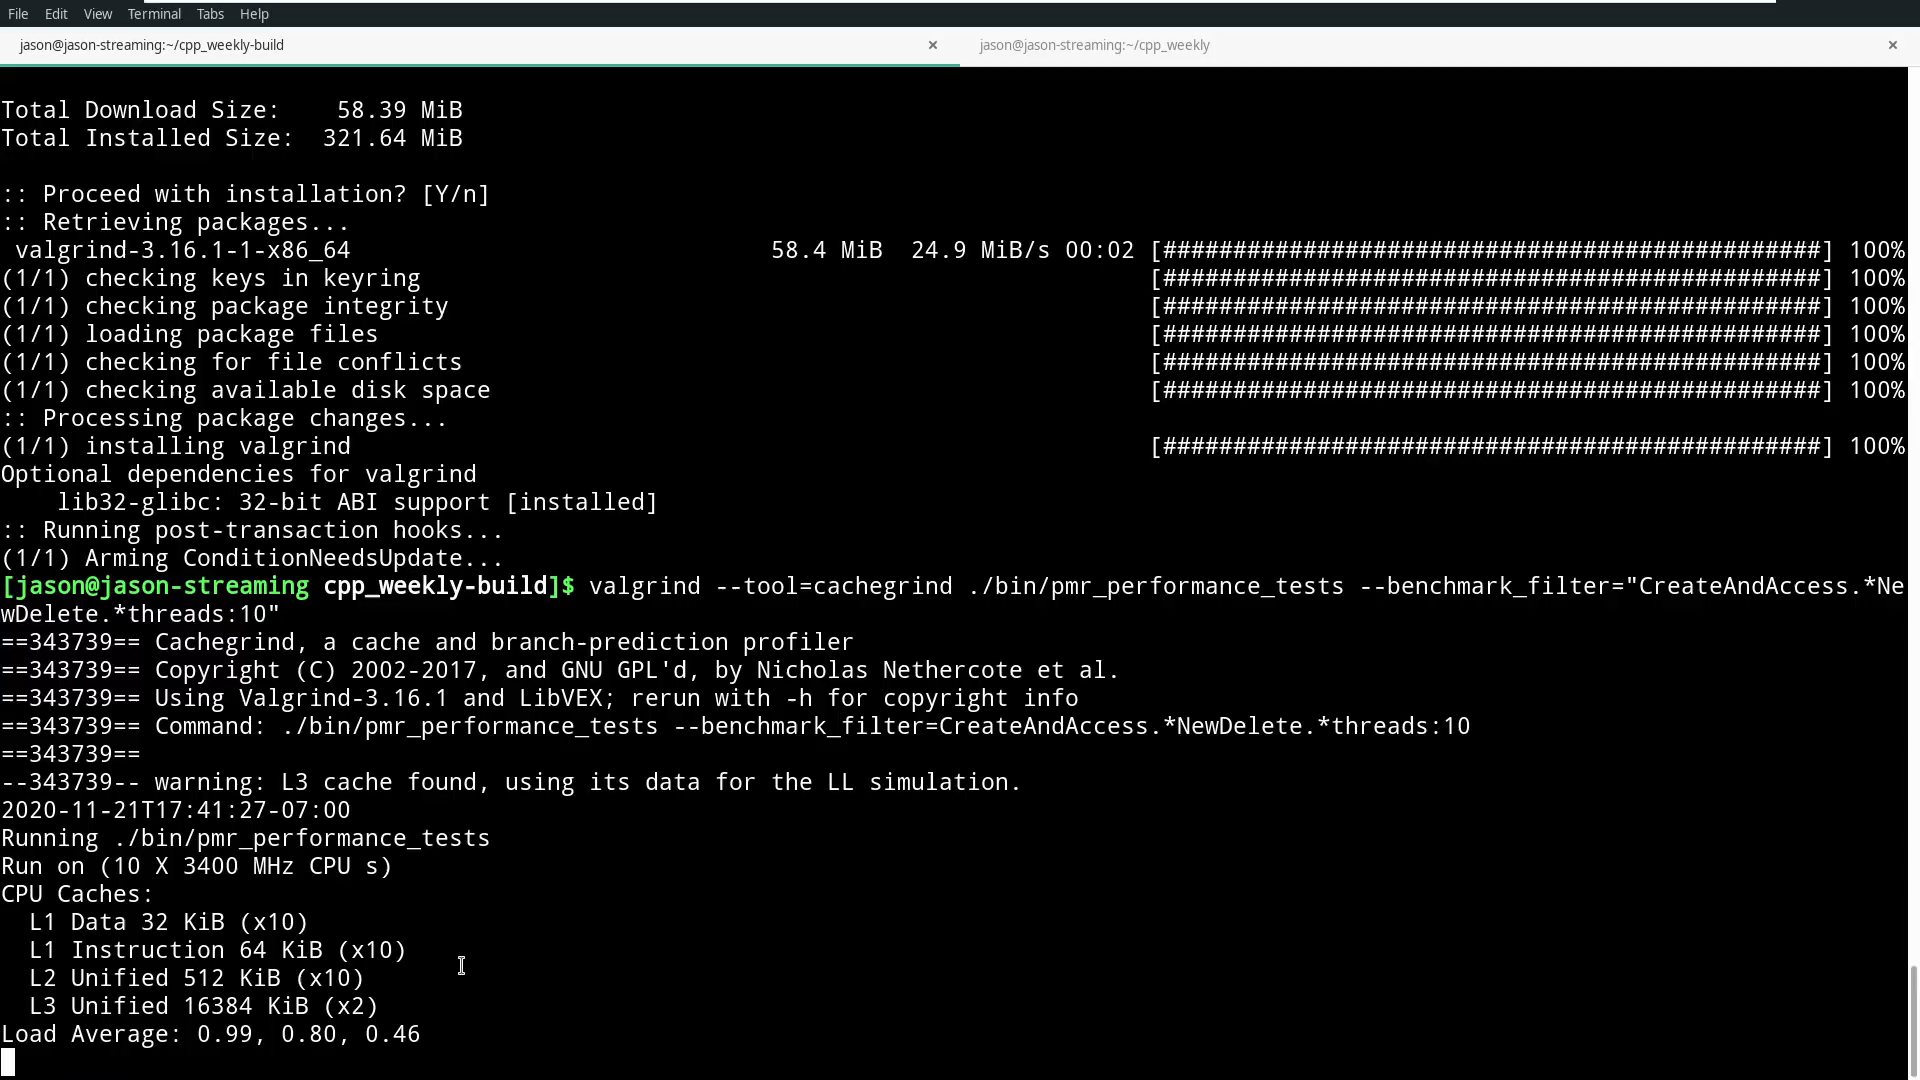 File Edit View Terminal Tabs Help
jason@jason-streaming:~/cpp_weekly-build × jason@jason-streaming:~/cpp_weekly ×
Total Download Size:    58.39 MiB
Total Installed Size:  321.64 MiB
:: Proceed with installation? [Y/n]
:: Retrieving packages...
 valgrind-3.16.1-1-x86_64                              58.4 MiB  24.9 MiB/s 00:02 [###############################################] 100%
(1/1) checking keys in keyring                                                    [###############################################] 100%
(1/1) checking package integrity                                                  [###############################################] 100%
(1/1) loading package files                                                       [###############################################] 100%
(1/1) checking for file conflicts                                                 [###############################################] 100%
(1/1) checking available disk space                                               [###############################################] 100%
:: Processing package changes...
(1/1) installing valgrind                                                         [###############################################] 100%
Optional dependencies for valgrind
    lib32-glibc: 32-bit ABI support [installed]
:: Running post-transaction hooks...
(1/1) Arming ConditionNeedsUpdate...
[jason@jason-streaming cpp_weekly-build]$ valgrind --tool=cachegrind ./bin/pmr_performance_tests --benchmark_filter="CreateAndAccess.*Ne
wDelete.*threads:10"
==343739== Cachegrind, a cache and branch-prediction profiler
==343739== Copyright (C) 2002-2017, and GNU GPL'd, by Nicholas Nethercote et al.
==343739== Using Valgrind-3.16.1 and LibVEX; rerun with -h for copyright info
==343739== Command: ./bin/pmr_performance_tests --benchmark_filter=CreateAndAccess.*NewDelete.*threads:10
==343739==
--343739-- warning: L3 cache found, using its data for the LL simulation.
2020-11-21T17:41:27-07:00
Running ./bin/pmr_performance_tests
Run on (10 X 3400 MHz CPU s)
CPU Caches:
  L1 Data 32 KiB (x10)
  L1 Instruction 64 KiB (x10)
  L2 Unified 512 KiB (x10)
  L3 Unified 16384 KiB (x2)
Load Average: 0.99, 0.80, 0.46